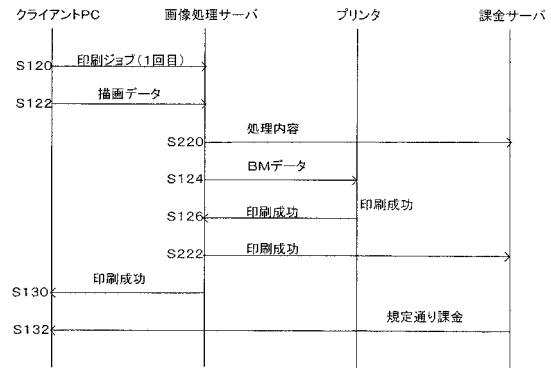 クライアントPC 画像処理サーバ プリンタ 課金サーバ
S120 印刷ジョブ(1回目)
S122 描画データ
S220 処理内容
S124 BMデータ
印刷成功
S126 印刷成功
S222 印刷成功
S130 印刷成功
S132 規定通り課金